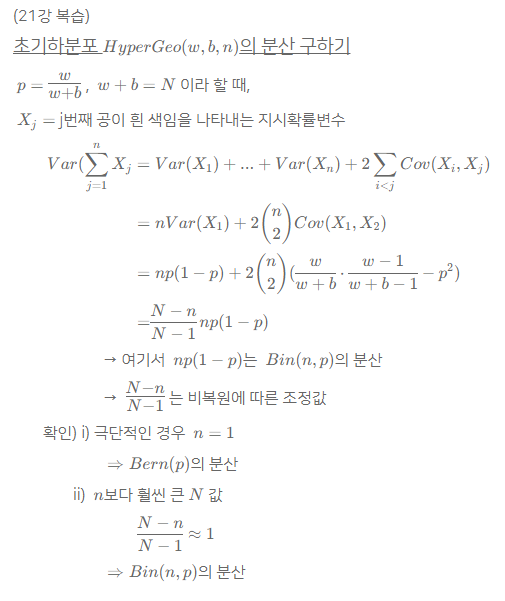 (21강 복습)
초기하분포 HyperGeo(w, b, n)의 분산 구하기
p = \frac{w}{w+b} , w + b = N 이라 할 때,
X_j = j번째 공이 흰 색임을 나타내는 지시확률변수
Var(\sum_{j=1}^{n} X_j = Var(X_1) + ... + Var(X_n) + 2 \sum_{i<j} Cov(X_i, X_j)
= nVar(X_1) + 2 \binom{n}{2} Cov(X_1, X_2)
= np(1 - p) + 2 \binom{n}{2} (\frac{w}{w+b} \cdot \frac{w-1}{w+b-1} - p^2)
= \frac{N-n}{N-1} np(1 - p)
→ 여기서 np(1 - p)는 Bin(n, p)의 분산
→ \frac{N-n}{N-1} 는 비복원에 따른 조정값
확인) i) 극단적인 경우 n = 1
⇒ Bern(p)의 분산
ii) n보다 훨씬 큰 N 값
\frac{N-n}{N-1} ≈ 1
⇒ Bin(n, p)의 분산